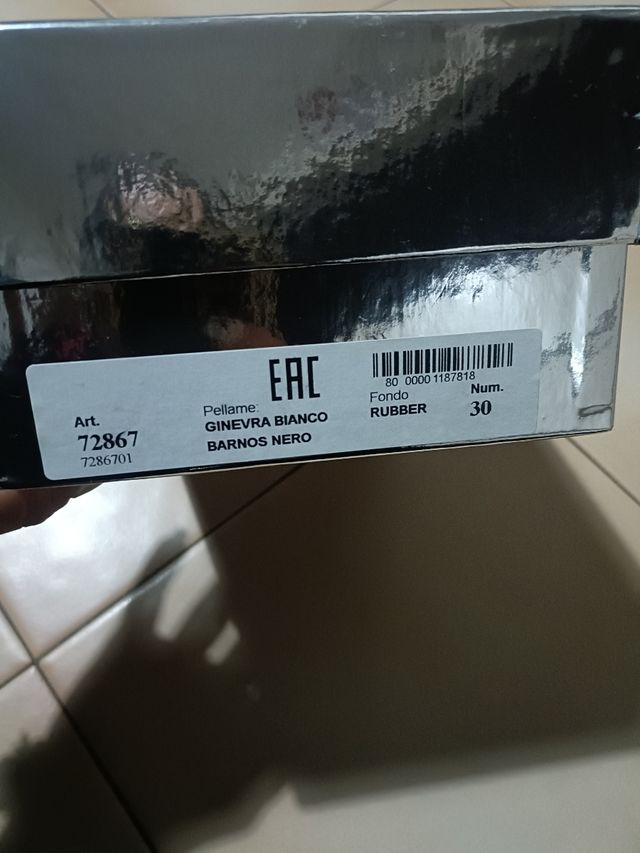 EAC
80 0000 1187818
Art.
72867
7286701
Pellame:
GINEVRA BIANCO
BARNOS NERO
Fondo
RUBBER
Num.
30